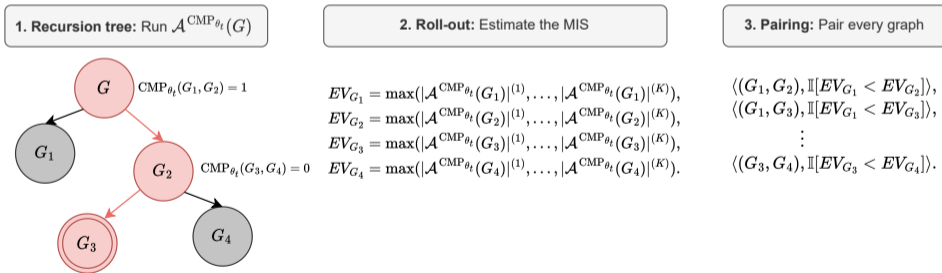 1. Recursion tree: Run $\mathcal{A}^{\mathrm{CMP}_{\theta_t}}(G)$
$G$
$\mathrm{CMP}_{\theta_t}(G_1, G_2) = 1$
$G_1$
$G_2$
$\mathrm{CMP}_{\theta_t}(G_3, G_4) = 0$
$G_3$
$G_4$
2. Roll-out: Estimate the MIS
$EV_{G_1} = \max(|\mathcal{A}^{\mathrm{CMP}_{\theta_t}}(G_1)|^{(1)}, \ldots, |\mathcal{A}^{\mathrm{CMP}_{\theta_t}}(G_1)|^{(K)}),$
$EV_{G_2} = \max(|\mathcal{A}^{\mathrm{CMP}_{\theta_t}}(G_2)|^{(1)}, \ldots, |\mathcal{A}^{\mathrm{CMP}_{\theta_t}}(G_2)|^{(K)}),$
$EV_{G_3} = \max(|\mathcal{A}^{\mathrm{CMP}_{\theta_t}}(G_3)|^{(1)}, \ldots, |\mathcal{A}^{\mathrm{CMP}_{\theta_t}}(G_3)|^{(K)}),$
$EV_{G_4} = \max(|\mathcal{A}^{\mathrm{CMP}_{\theta_t}}(G_4)|^{(1)}, \ldots, |\mathcal{A}^{\mathrm{CMP}_{\theta_t}}(G_4)|^{(K)}).$
3. Pairing: Pair every graph
$\langle (G_1, G_2), \mathbb{I}[EV_{G_1} < EV_{G_2}] \rangle,$
$\langle (G_1, G_3), \mathbb{I}[EV_{G_1} < EV_{G_3}] \rangle,$
$\vdots$
$\langle (G_3, G_4), \mathbb{I}[EV_{G_3} < EV_{G_4}] \rangle.$